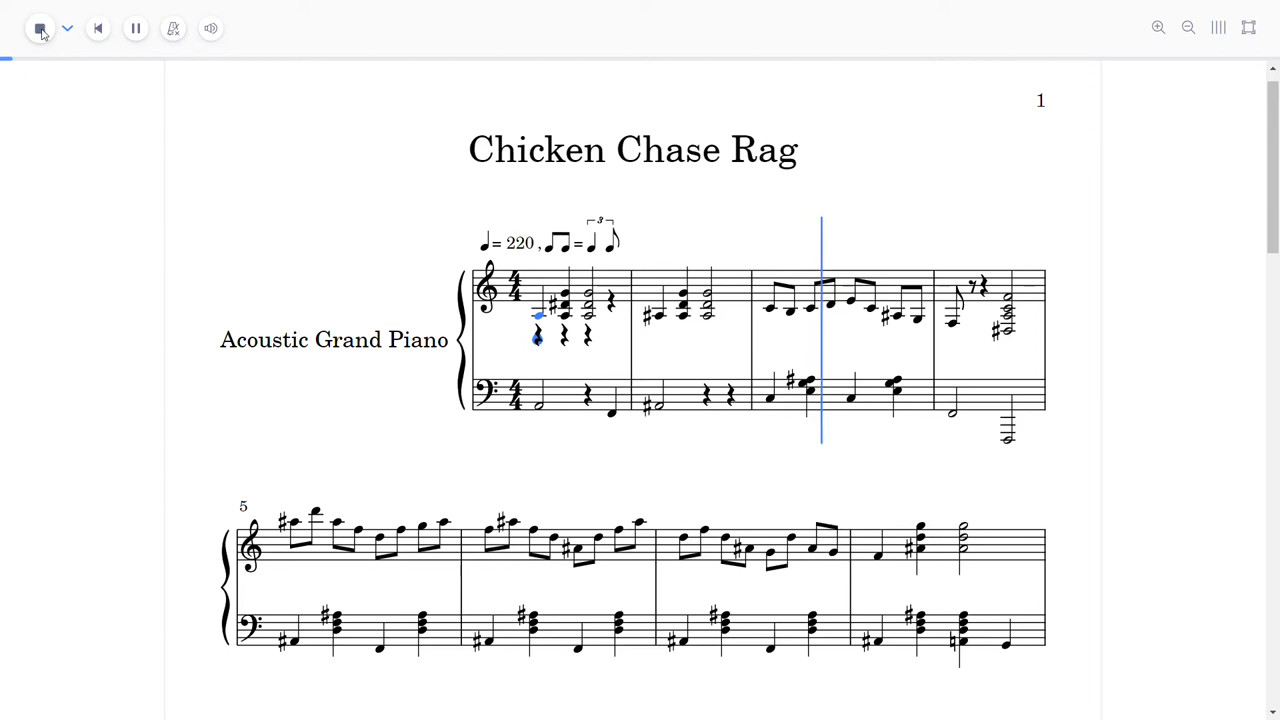 1
Chicken Chase Rag
3
= 220 , =
4
4
Acoustic Grand Piano
4
4
5